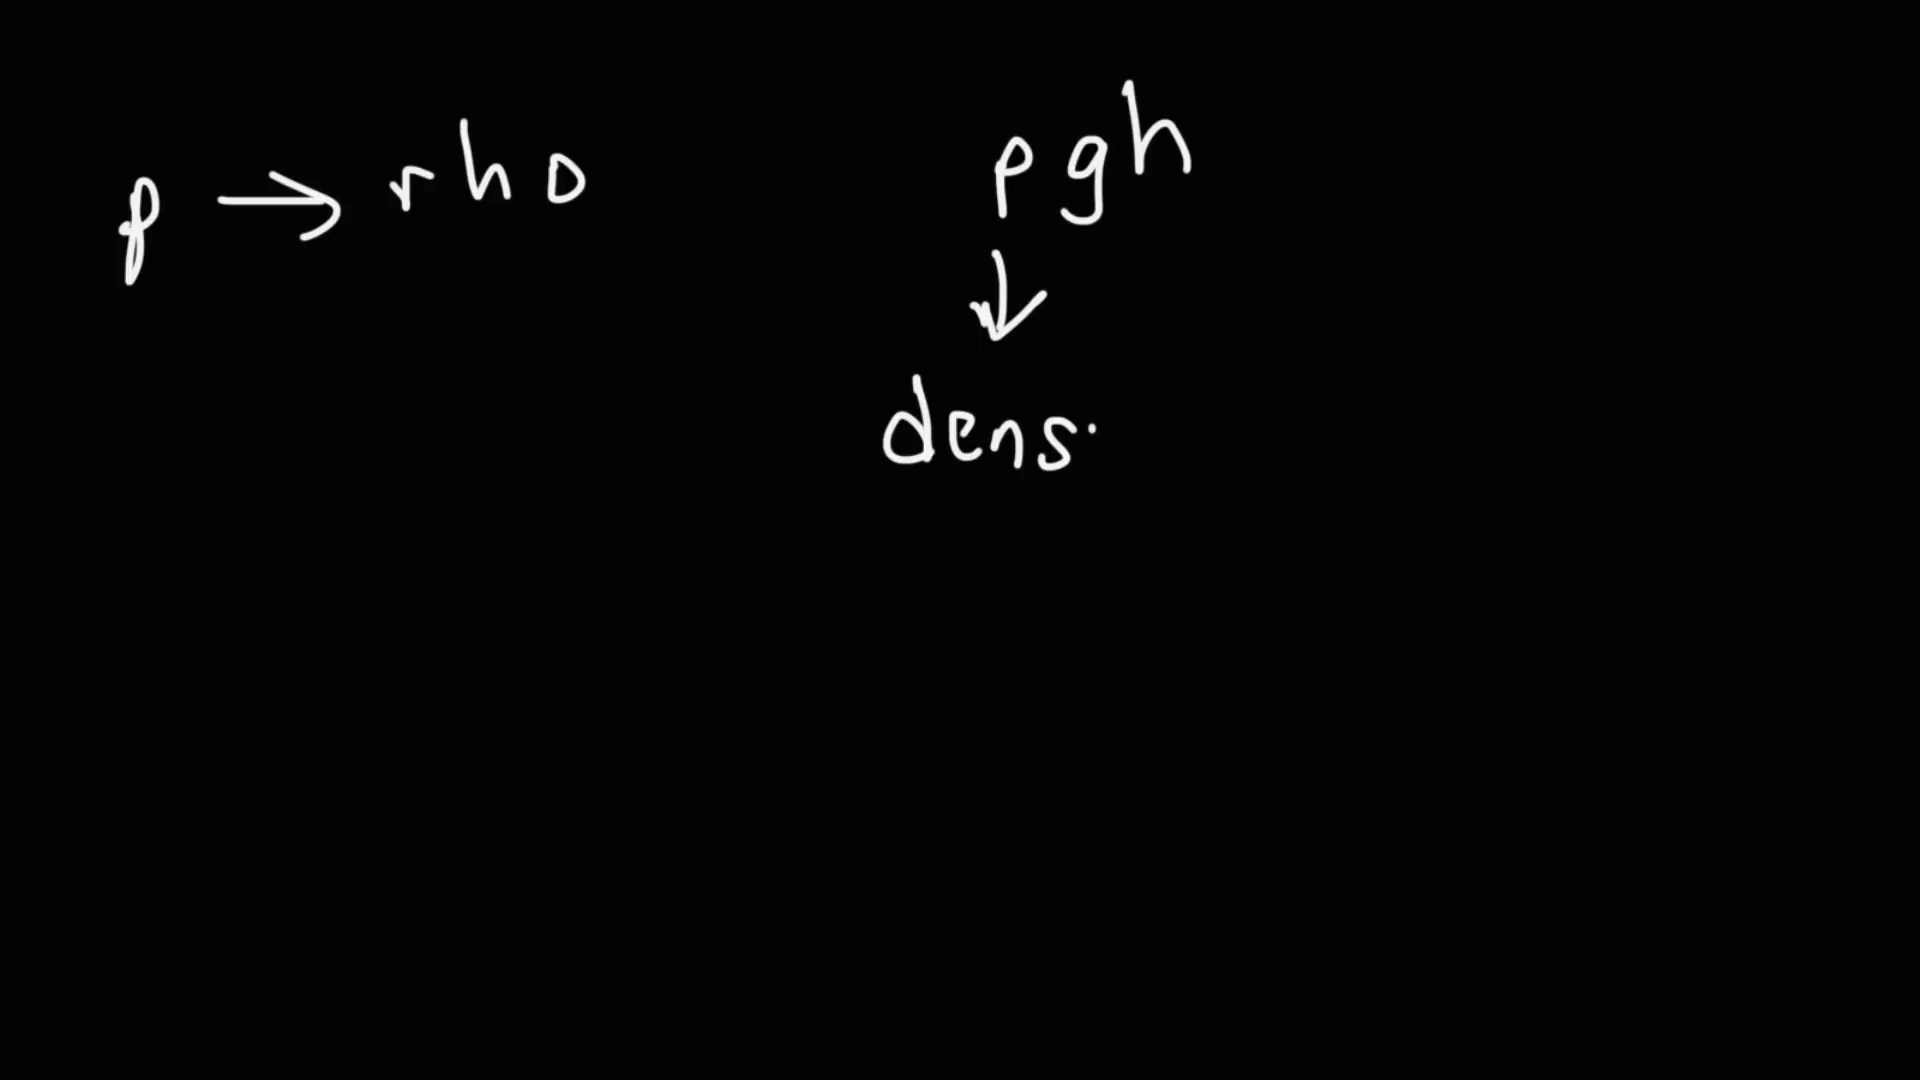 ρ → rho
ρgh
↓
dens.